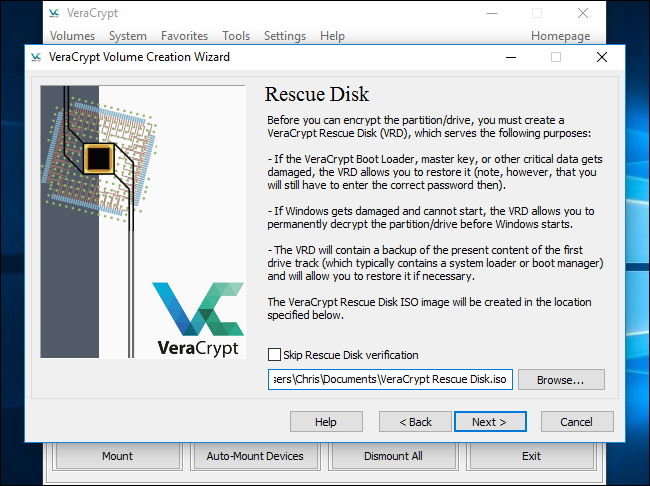 VeraCrypt
Volumes System Favorites Tools Settings Help Homepage
VeraCrypt Volume Creation Wizard
Rescue Disk
Before you can encrypt the partition/drive, you must create a
VeraCrypt Rescue Disk (VRD), which serves the following purposes:
- If the VeraCrypt Boot Loader, master key, or other critical data gets
damaged, the VRD allows you to restore it (note, however, that you
will still have to enter the correct password then).
- If Windows gets damaged and cannot start, the VRD allows you to
permanently decrypt the partition/drive before Windows starts.
- The VRD will contain a backup of the present content of the first
drive track (which typically contains a system loader or boot manager)
and will allow you to restore it if necessary.
The VeraCrypt Rescue Disk ISO image will be created in the location
specified below.
VeraCrypt
Skip Rescue Disk verification
sers\Chris\Documents\VeraCrypt Rescue Disk.iso Browse...
Help < Back Next > Cancel
Mount Auto-Mount Devices Dismount All Exit